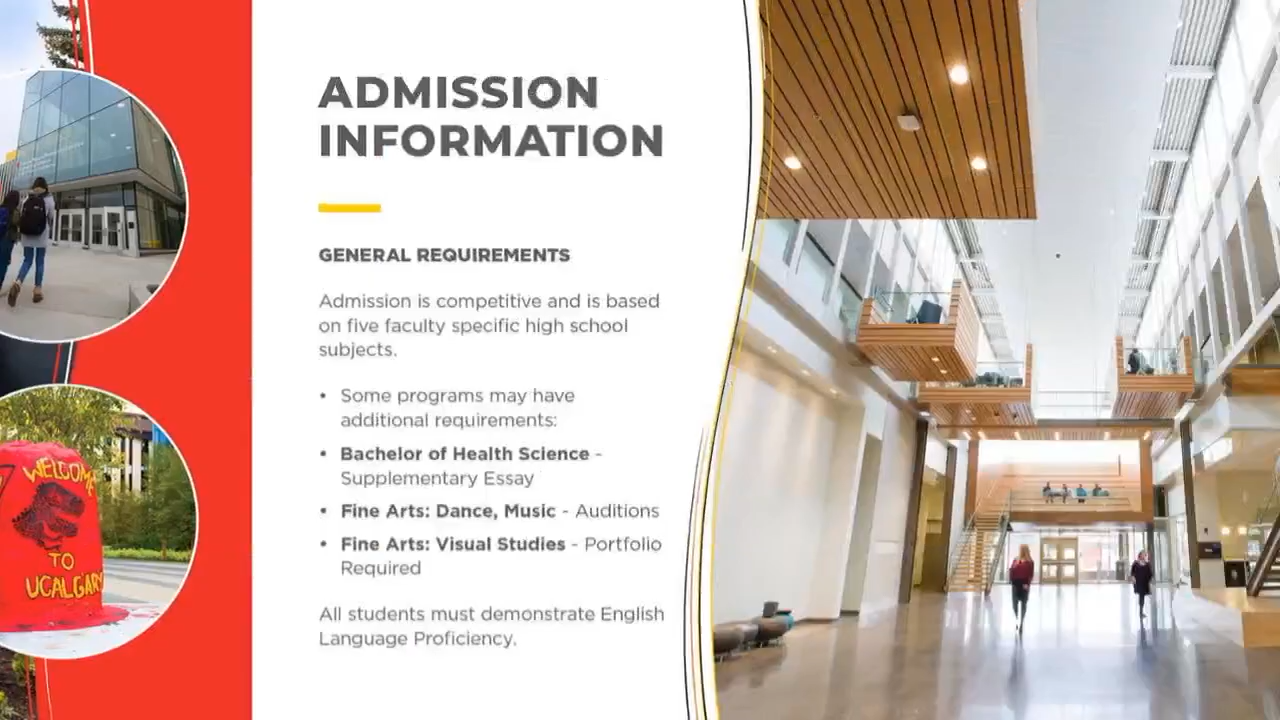 ADMISSION
INFORMATION
GENERAL REQUIREMENTS
Admission is competitive and is based
on five faculty specific high school
subjects.
• Some programs may have
additional requirements:
• Bachelor of Health Science -
Supplementary Essay
• Fine Arts: Dance, Music - Auditions
• Fine Arts: Visual Studies - Portfolio
Required
All students must demonstrate English
Language Proficiency.
WELCOME
TO
UCALGARY